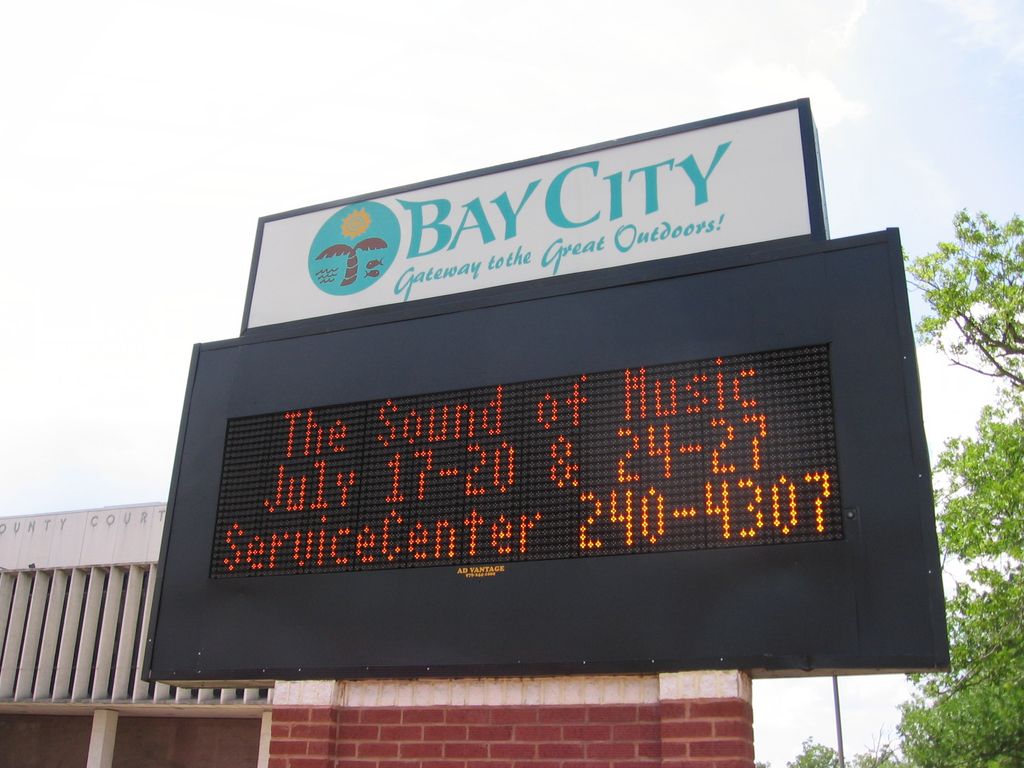 BAY CITY
Gateway to the Great Outdoors!
The Sound of Music
July 17-20 & 24-27
ServiceCenter 240-4307
AD VANTAGE
OUNTY COURT